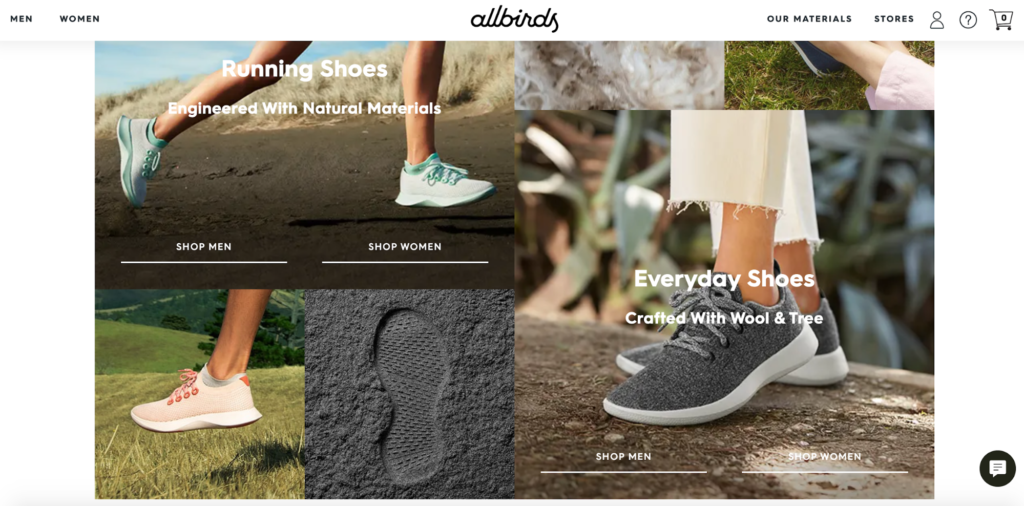 MEN
WOMEN
allbirds
OUR MATERIALS
STORES
?
0
Running Shoes
Engineered With Natural Materials
SHOP MEN
SHOP WOMEN
Everyday Shoes
Crafted With Wool & Tree
SHOP MEN
SHOP WOMEN